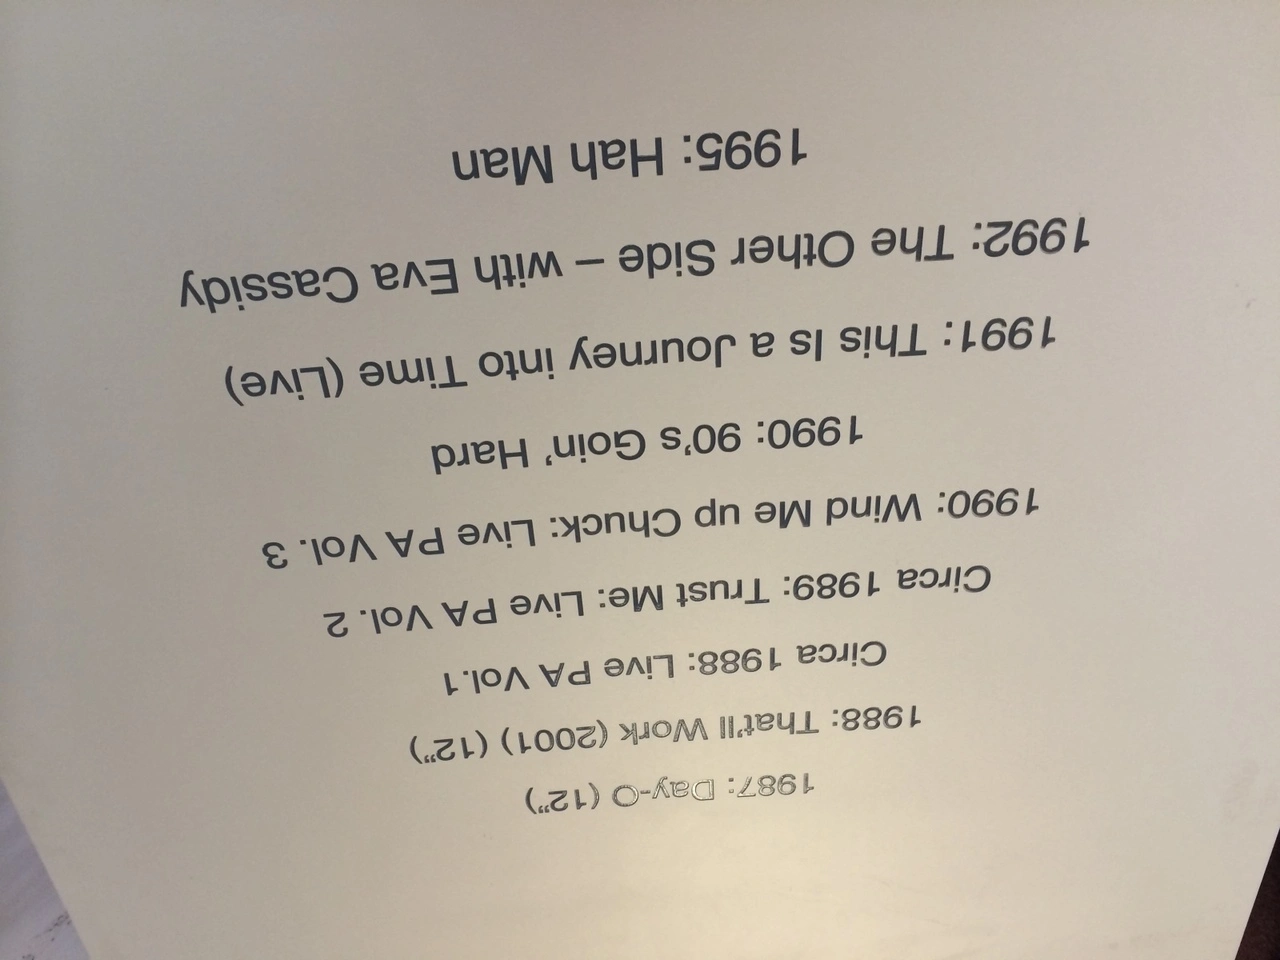 1987: Day-O (12")
1988: That'll Work (2001) (12")
Circa 1988: Live PA Vol.1
Circa 1989: Trust Me: Live PA Vol. 2
1990: Wind Me up Chuck: Live PA Vol. 3
1990: 90's Goin' Hard
1991: This Is a Journey into Time (Live)
1992: The Other Side – with Eva Cassidy
1995: Hah Man